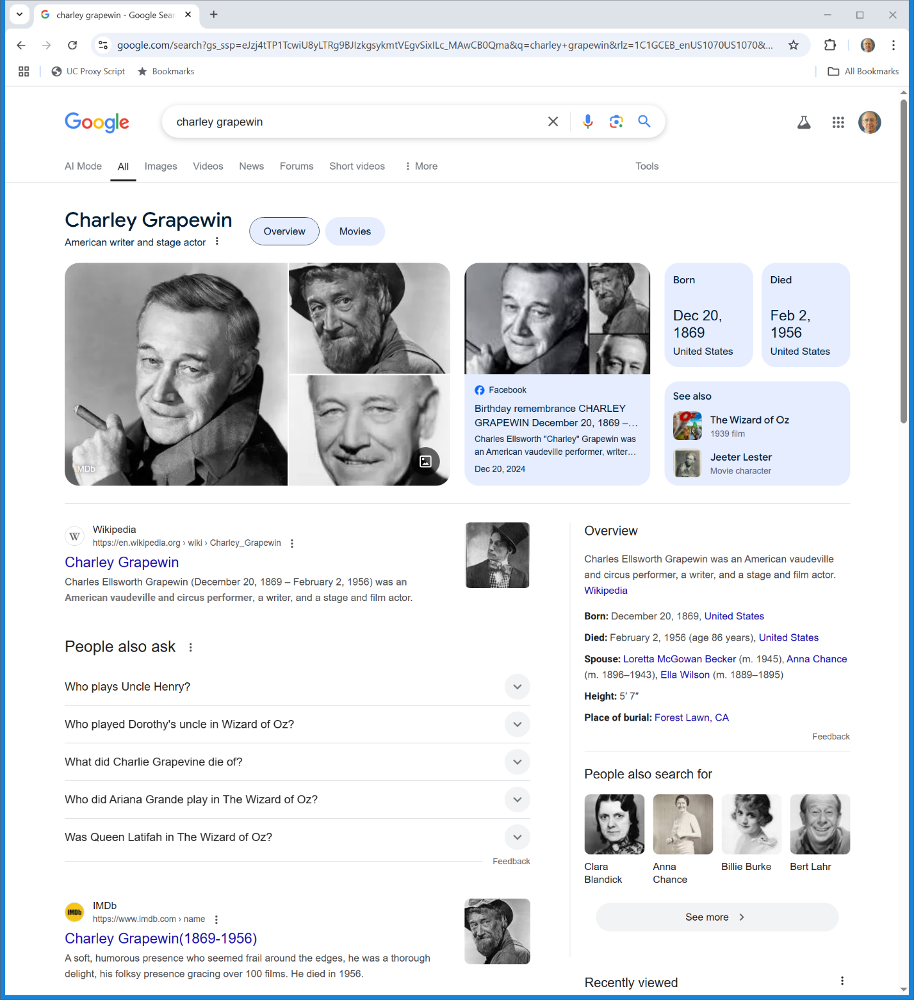 charley grapewin - Google Sear
google.com/search?gs_ssp=eJzj4tTP1TcwiU8yLTRg9BJIzkgsykmtVEgvSixILc_MAwCB0Qma&q=charley+grapewin&rlz=1C1GCEB_enUS1070US1070&...
UC Proxy Script
Bookmarks
All Bookmarks
Google
charley grapewin
AI Mode
All
Images
Videos
News
Forums
Short videos
More
Tools
Charley Grapewin
American writer and stage actor
Overview
Movies
IMDb
Facebook
Birthday remembrance CHARLEY
GRAPEWIN December 20, 1869 –...
Charles Ellsworth "Charley" Grapewin was
an American vaudeville performer, writer...
Dec 20, 2024
Born
Dec 20,
1869
United States
Died
Feb 2,
1956
United States
See also
The Wizard of Oz
1939 film
Jeeter Lester
Movie character
W
Wikipedia
https://en.wikipedia.org › wiki › Charley_Grapewin
Charley Grapewin
Charles Ellsworth Grapewin (December 20, 1869 – February 2, 1956) was an
American vaudeville and circus performer, a writer, and a stage and film actor.
People also ask
Who plays Uncle Henry?
Who played Dorothy's uncle in Wizard of Oz?
What did Charlie Grapevine die of?
Who did Ariana Grande play in The Wizard of Oz?
Was Queen Latifah in The Wizard of Oz?
Feedback
IMDb
IMDb
https://www.imdb.com › name
Charley Grapewin(1869-1956)
A soft, humorous presence who seemed frail around the edges, he was a thorough
delight, his folksy presence gracing over 100 films. He died in 1956.
Overview
Charles Ellsworth Grapewin was an American vaudeville
and circus performer, a writer, and a stage and film actor.
Wikipedia
Born: December 20, 1869, United States
Died: February 2, 1956 (age 86 years), United States
Spouse: Loretta McGowan Becker (m. 1945), Anna Chance
(m. 1896–1943), Ella Wilson (m. 1889–1895)
Height: 5′ 7″
Place of burial: Forest Lawn, CA
Feedback
People also search for
Clara
Blandick
Anna
Chance
Billie Burke
Bert Lahr
See more
Recently viewed